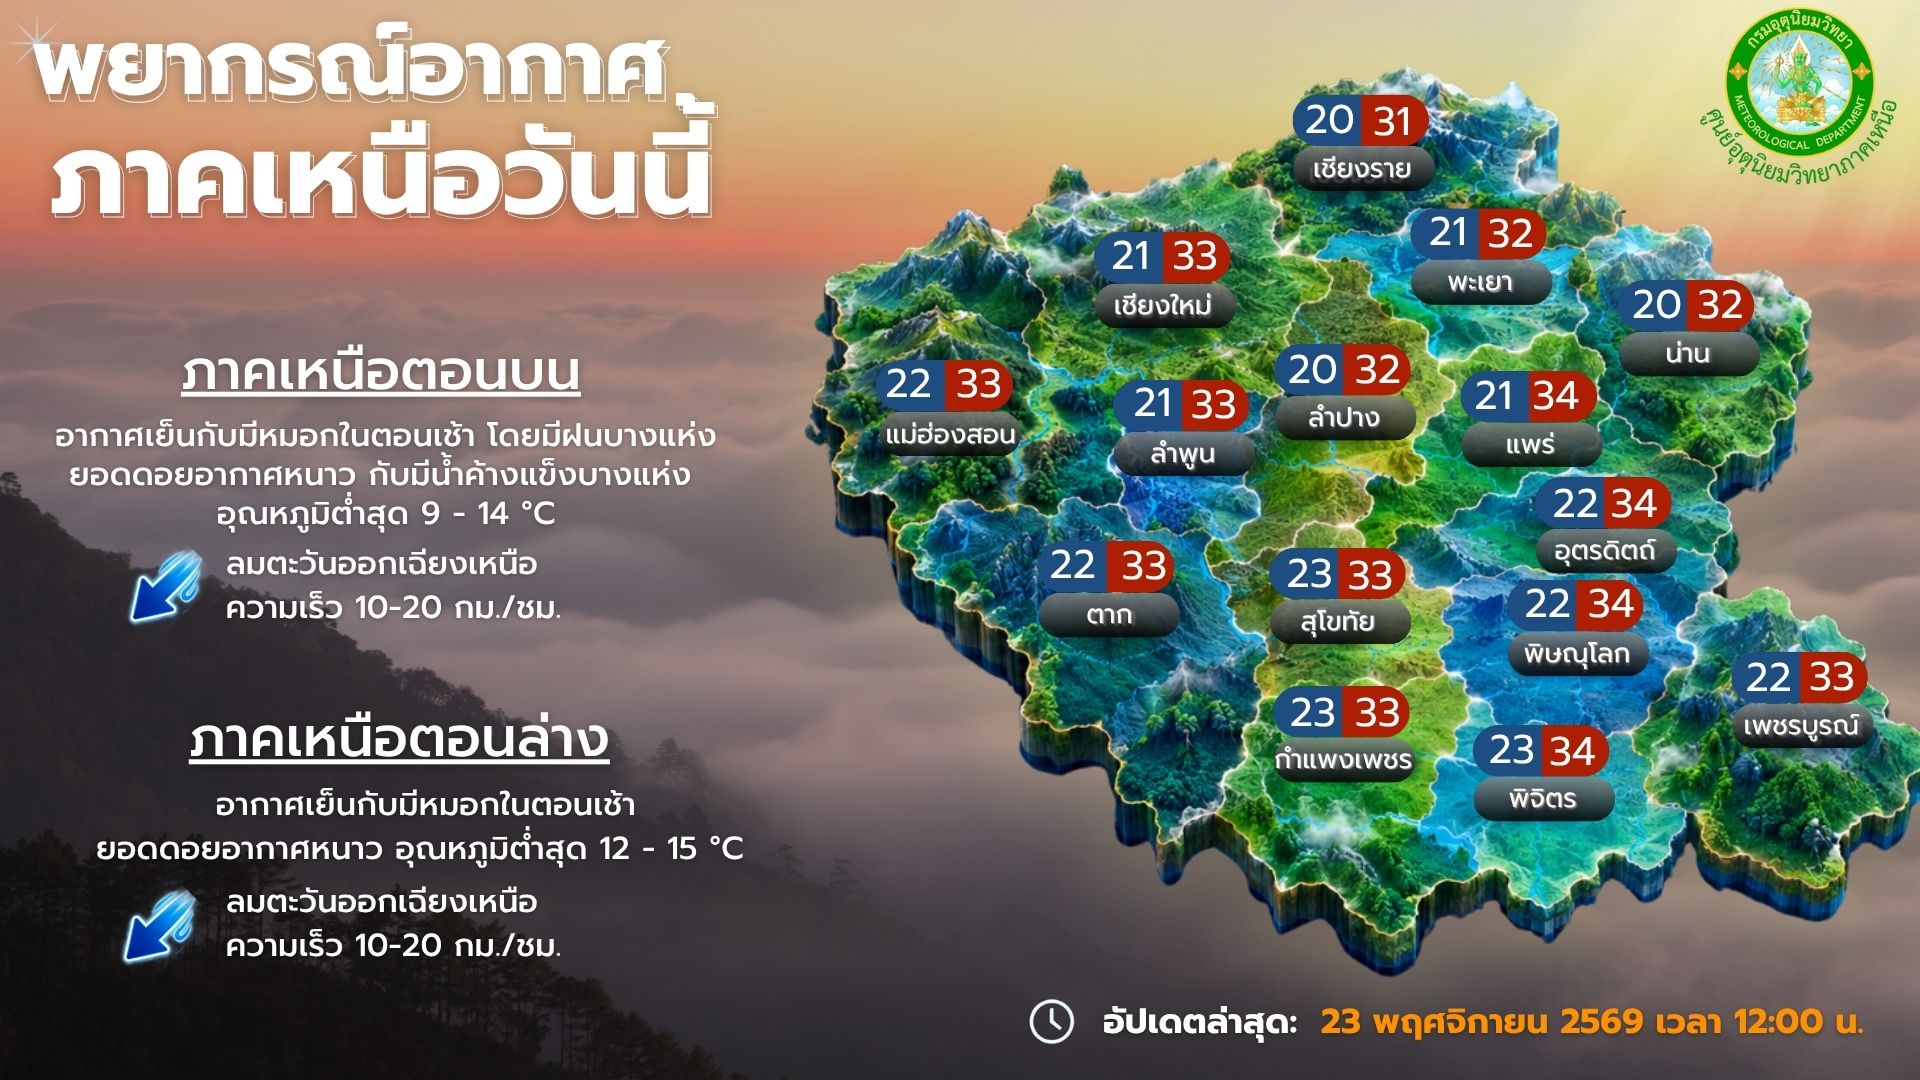 พยากรณ์อากาศ
ภาคเหนือวันนี้
กรมอุตุนิยมวิทยา
METEOROLOGICAL DEPARTMENT
ศูนย์อุตุนิยมวิทยาภาคเหนือ
ภาคเหนือตอนบน
อากาศเย็นกับมีหมอกในตอนเช้า โดยมีฝนบางแห่ง
ยอดดอยอากาศหนาว กับมีน้ำค้างแข็งบางแห่ง
อุณหภูมิต่ำสุด 9 - 14 °C
ลมตะวันออกเฉียงเหนือ
ความเร็ว 10-20 กม./ชม.
ภาคเหนือตอนล่าง
อากาศเย็นกับมีหมอกในตอนเช้า
ยอดดอยอากาศหนาว อุณหภูมิต่ำสุด 12 - 15 °C
ลมตะวันออกเฉียงเหนือ
ความเร็ว 10-20 กม./ชม.
20 31
เชียงราย
21 32
พะเยา
21 33
เชียงใหม่
20 32
น่าน
22 33
แม่ฮ่องสอน
21 33
ลำพูน
20 32
ลำปาง
21 34
แพร่
22 34
อุตรดิตถ์
22 33
ตาก
23 33
สุโขทัย
22 34
พิษณุโลก
22 33
เพชรบูรณ์
23 33
กำแพงเพชร
23 34
พิจิตร
อัปเดตล่าสุด: 23 พฤศจิกายน 2569 เวลา 12:00 น.